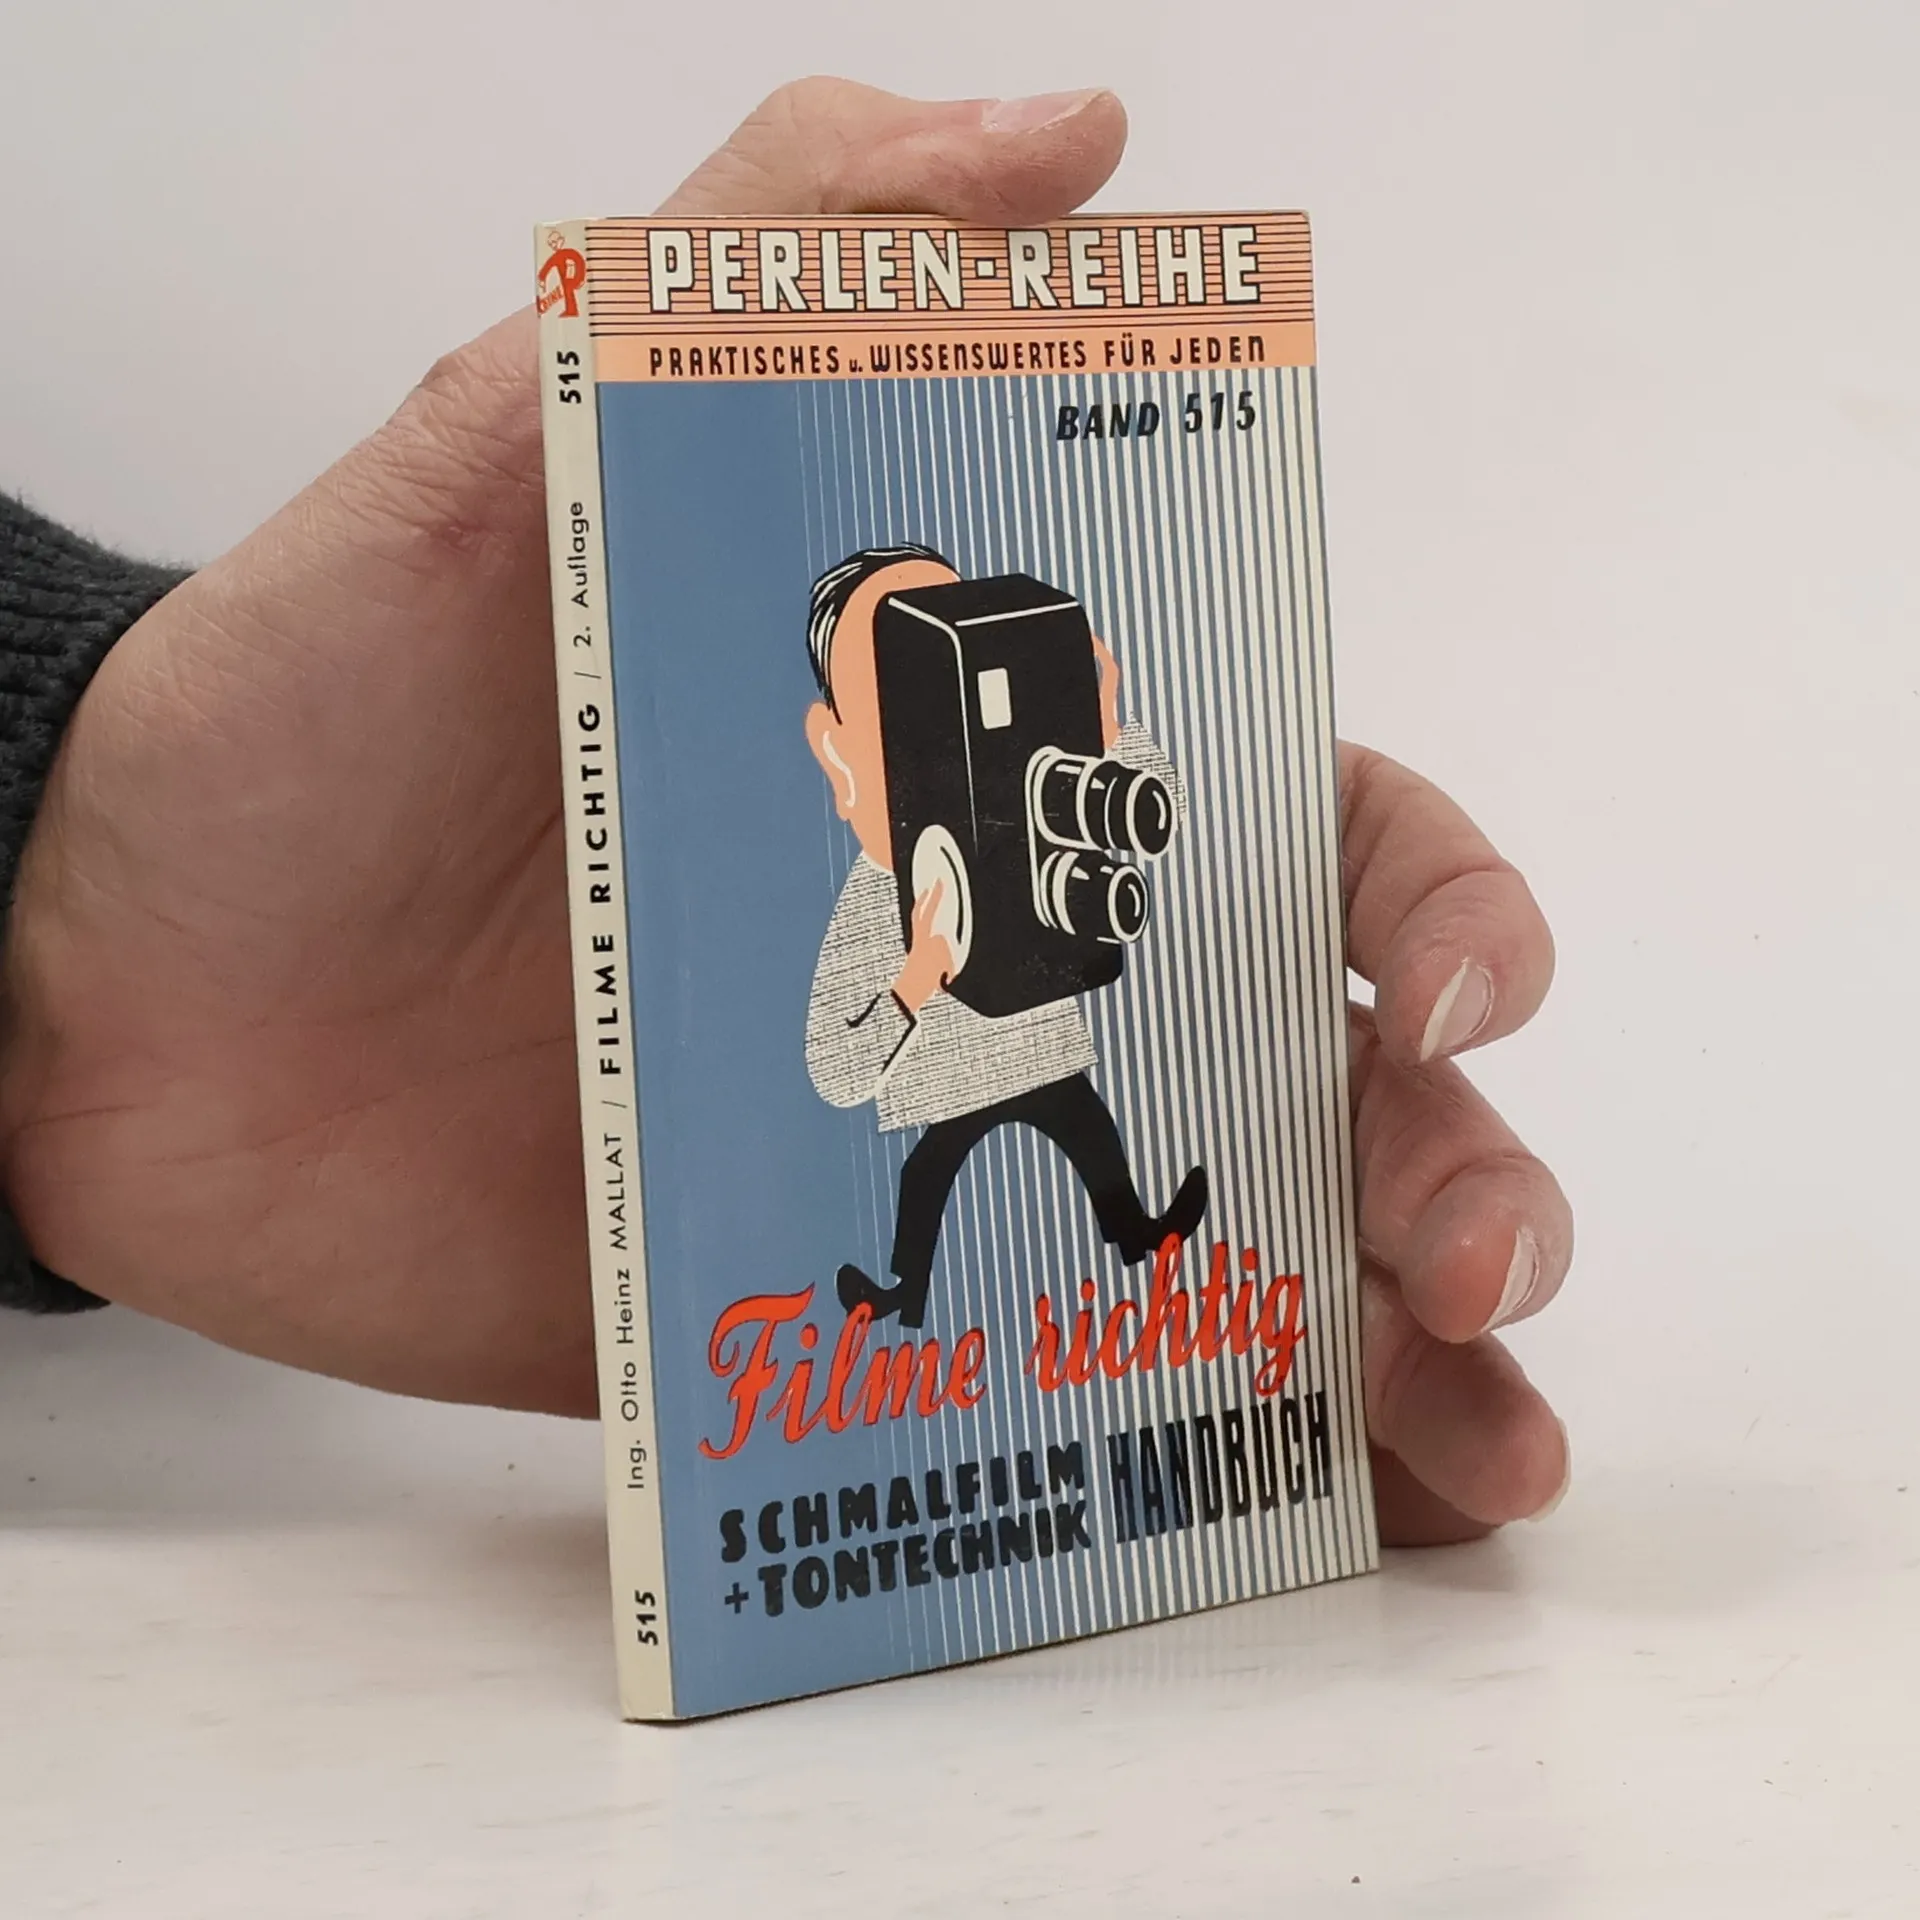 PERLEN-REIHE
PRAKTISCHES u. WISSENSWERTES FÜR JEDEN
BAND 515
Filme richtig
SCHMALFILM
+TONTECHNIK
HANDBUCH
515
Ing. Otto Heinz MALLAT / FILME RICHTIG / 2. Auflage
515